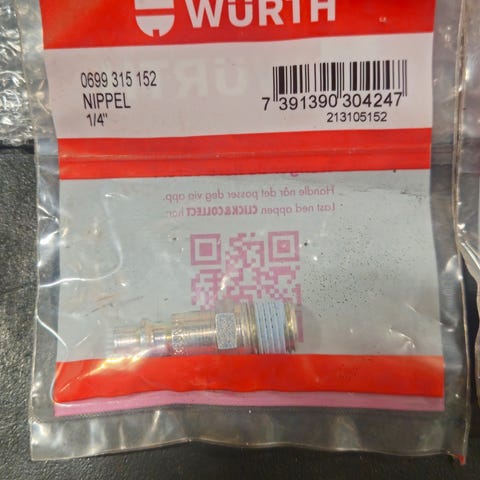 WÜRTH
0699 315 152
NIPPEL
1/4"
7 391390 304247
213105152
Handle når det passer deg via app.
Last ned appen CLICK&COLLECT her.